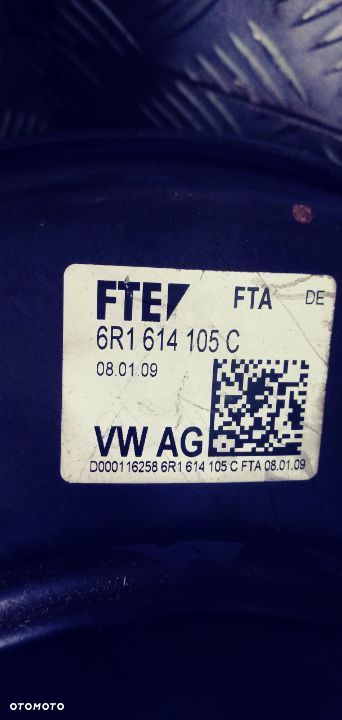 FTE FTA DE
6R1 614 105 C
08.01.09
VW AG
D000116258 6R1 614 105 C FTA 08.01.09
OTOMOTO